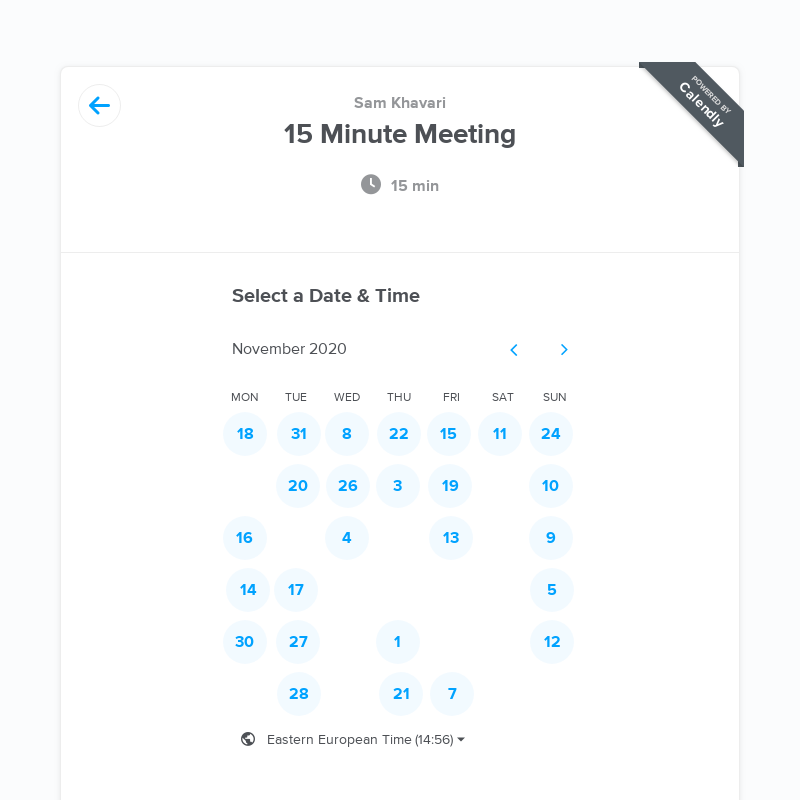 POWERED BY
Calendly
Sam Khavari
15 Minute Meeting
15 min
Select a Date & Time
November 2020
MON TUE WED THU FRI SAT SUN
18 31 8 22 15 11 24
20 26 3 19 10
16 4 13 9
14 17 5
30 27 1 12
28 21 7
Eastern European Time (14:56)